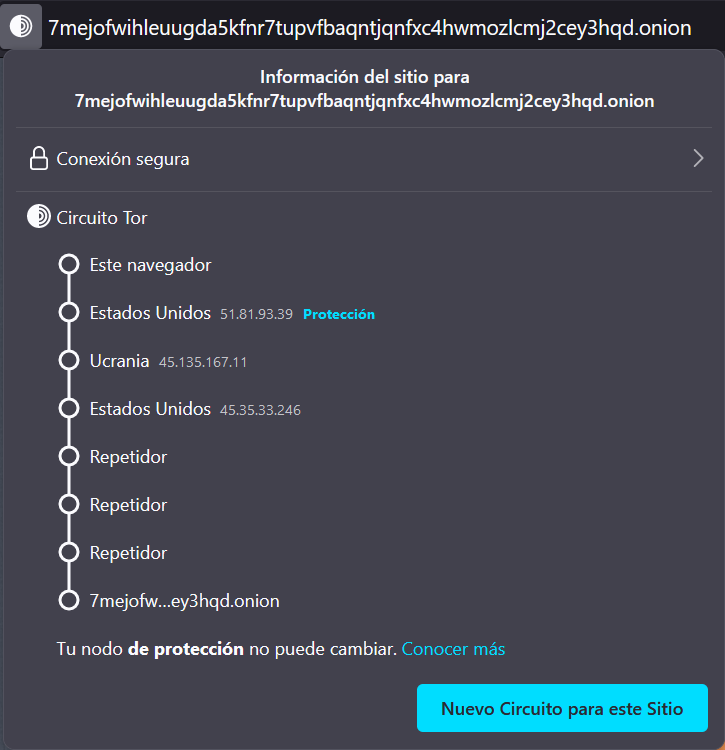 7mejofwihleuugda5kfnr7tupvfbaqntjqnfxc4hwmozlcmj2cey3hqd.onion
Información del sitio para
7mejofwihleuugda5kfnr7tupvfbaqntjqnfxc4hwmozlcmj2cey3hqd.onion
Conexión segura
Circuito Tor
Este navegador
Estados Unidos 51.81.93.39 Protección
Ucrania 45.135.167.11
Estados Unidos 45.35.33.246
Repetidor
Repetidor
Repetidor
7mejofw...ey3hqd.onion
Tu nodo de protección no puede cambiar. Conocer más
Nuevo Circuito para este Sitio